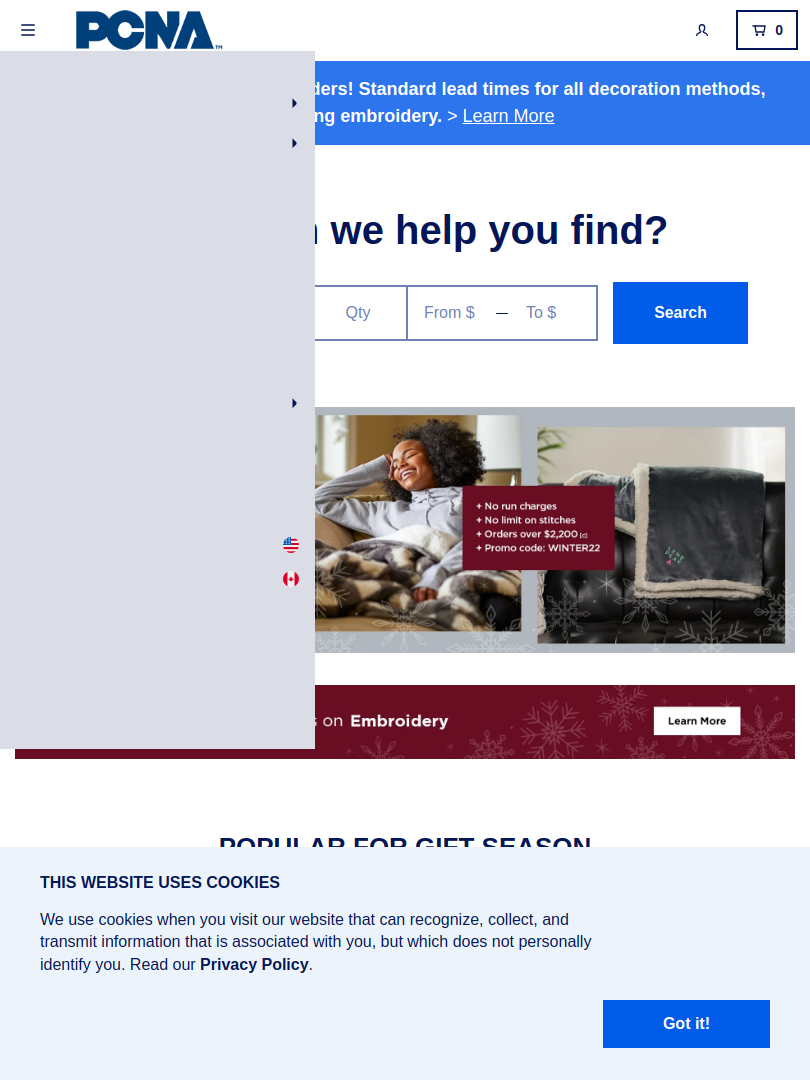 PCNA™
0
ders! Standard lead times for all decoration methods,
ng embroidery. > Learn More
we help you find?
Qty
From $ — To $
Search
+ No run charges
+ No limit on stitches
+ Orders over $2,200 [C]
+ Promo code: WINTER22
LONE
PEAK
s on Embroidery
Learn More
POPULAR FOR GIFT SEASON
THIS WEBSITE USES COOKIES
We use cookies when you visit our website that can recognize, collect, and
transmit information that is associated with you, but which does not personally
identify you. Read our Privacy Policy.
Got it!